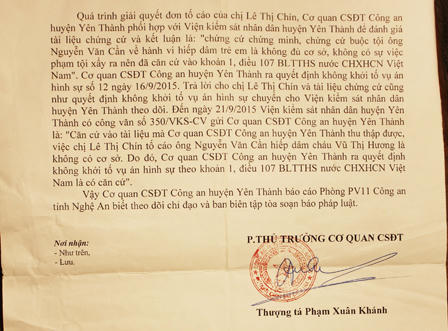 Quá trình giải quyết đơn tố cáo của chị Lê Thị Chín, Cơ quan CSĐT Công an
huyện Yên Thành phối hợp với Viện kiểm sát nhân dân huyện Yên Thành để đánh giá
tài liệu chứng cứ và kết luận là: "chứng cứ chứng minh, chứng cứ buộc tội ông
Nguyễn Văn Cần về hành vi hiếp dâm trẻ em là không đủ cơ sở, không có sự việc
phạm tội xẩy ra nên đã căn cứ vào khoản 1, điều 107 BLTTHS nước CHXHCN Việt
Nam". Cơ quan CSĐT Công an huyện Yên Thành ra quyết định không khởi tố vụ án
hình sự số 12 ngày 16/9/2015. Trả lời cho chị Lê Thị Chín và tài liệu chứng cứ cũng
như quyết định không khởi tố vụ án hình sự chuyển cho Viện kiểm sát nhân dân
huyện Yên Thành theo dõi. Đến ngày 21/9/2015 Viện kiểm sát nhân dân huyện Yên
Thành có công văn số 350/VKS-CV gửi Cơ quan CSĐT Công an huyện Yên Thành
là: "Căn cứ vào tài liệu mà Cơ quan CSĐT Công an huyện Yên Thành thu thập được,
việc chị Lê Thị Chín tố cáo ông Nguyễn Văn Cần hiếp dâm cháu Vũ Thị Hương là
không có cơ sở. Do đó, Cơ quan CSĐT Công an huyện Yên Thành ra quyết định
không khởi tố vụ án hình sự theo khoản 1, điều 107 BLTTHS nước CHXHCN Việt
Nam là có căn cứ".
Vậy Cơ quan CSĐT Công an huyện Yên Thành báo cáo Phòng PV11 Công an
tỉnh Nghệ An biết theo dõi chỉ đạo và ban biên tập tòa soạn báo pháp luật.
P.THỦ TRƯỞNG CƠ QUAN CSĐT
Nơi nhận:
- Như trên,
- Lưu.
Thượng tá Phạm Xuân Khánh